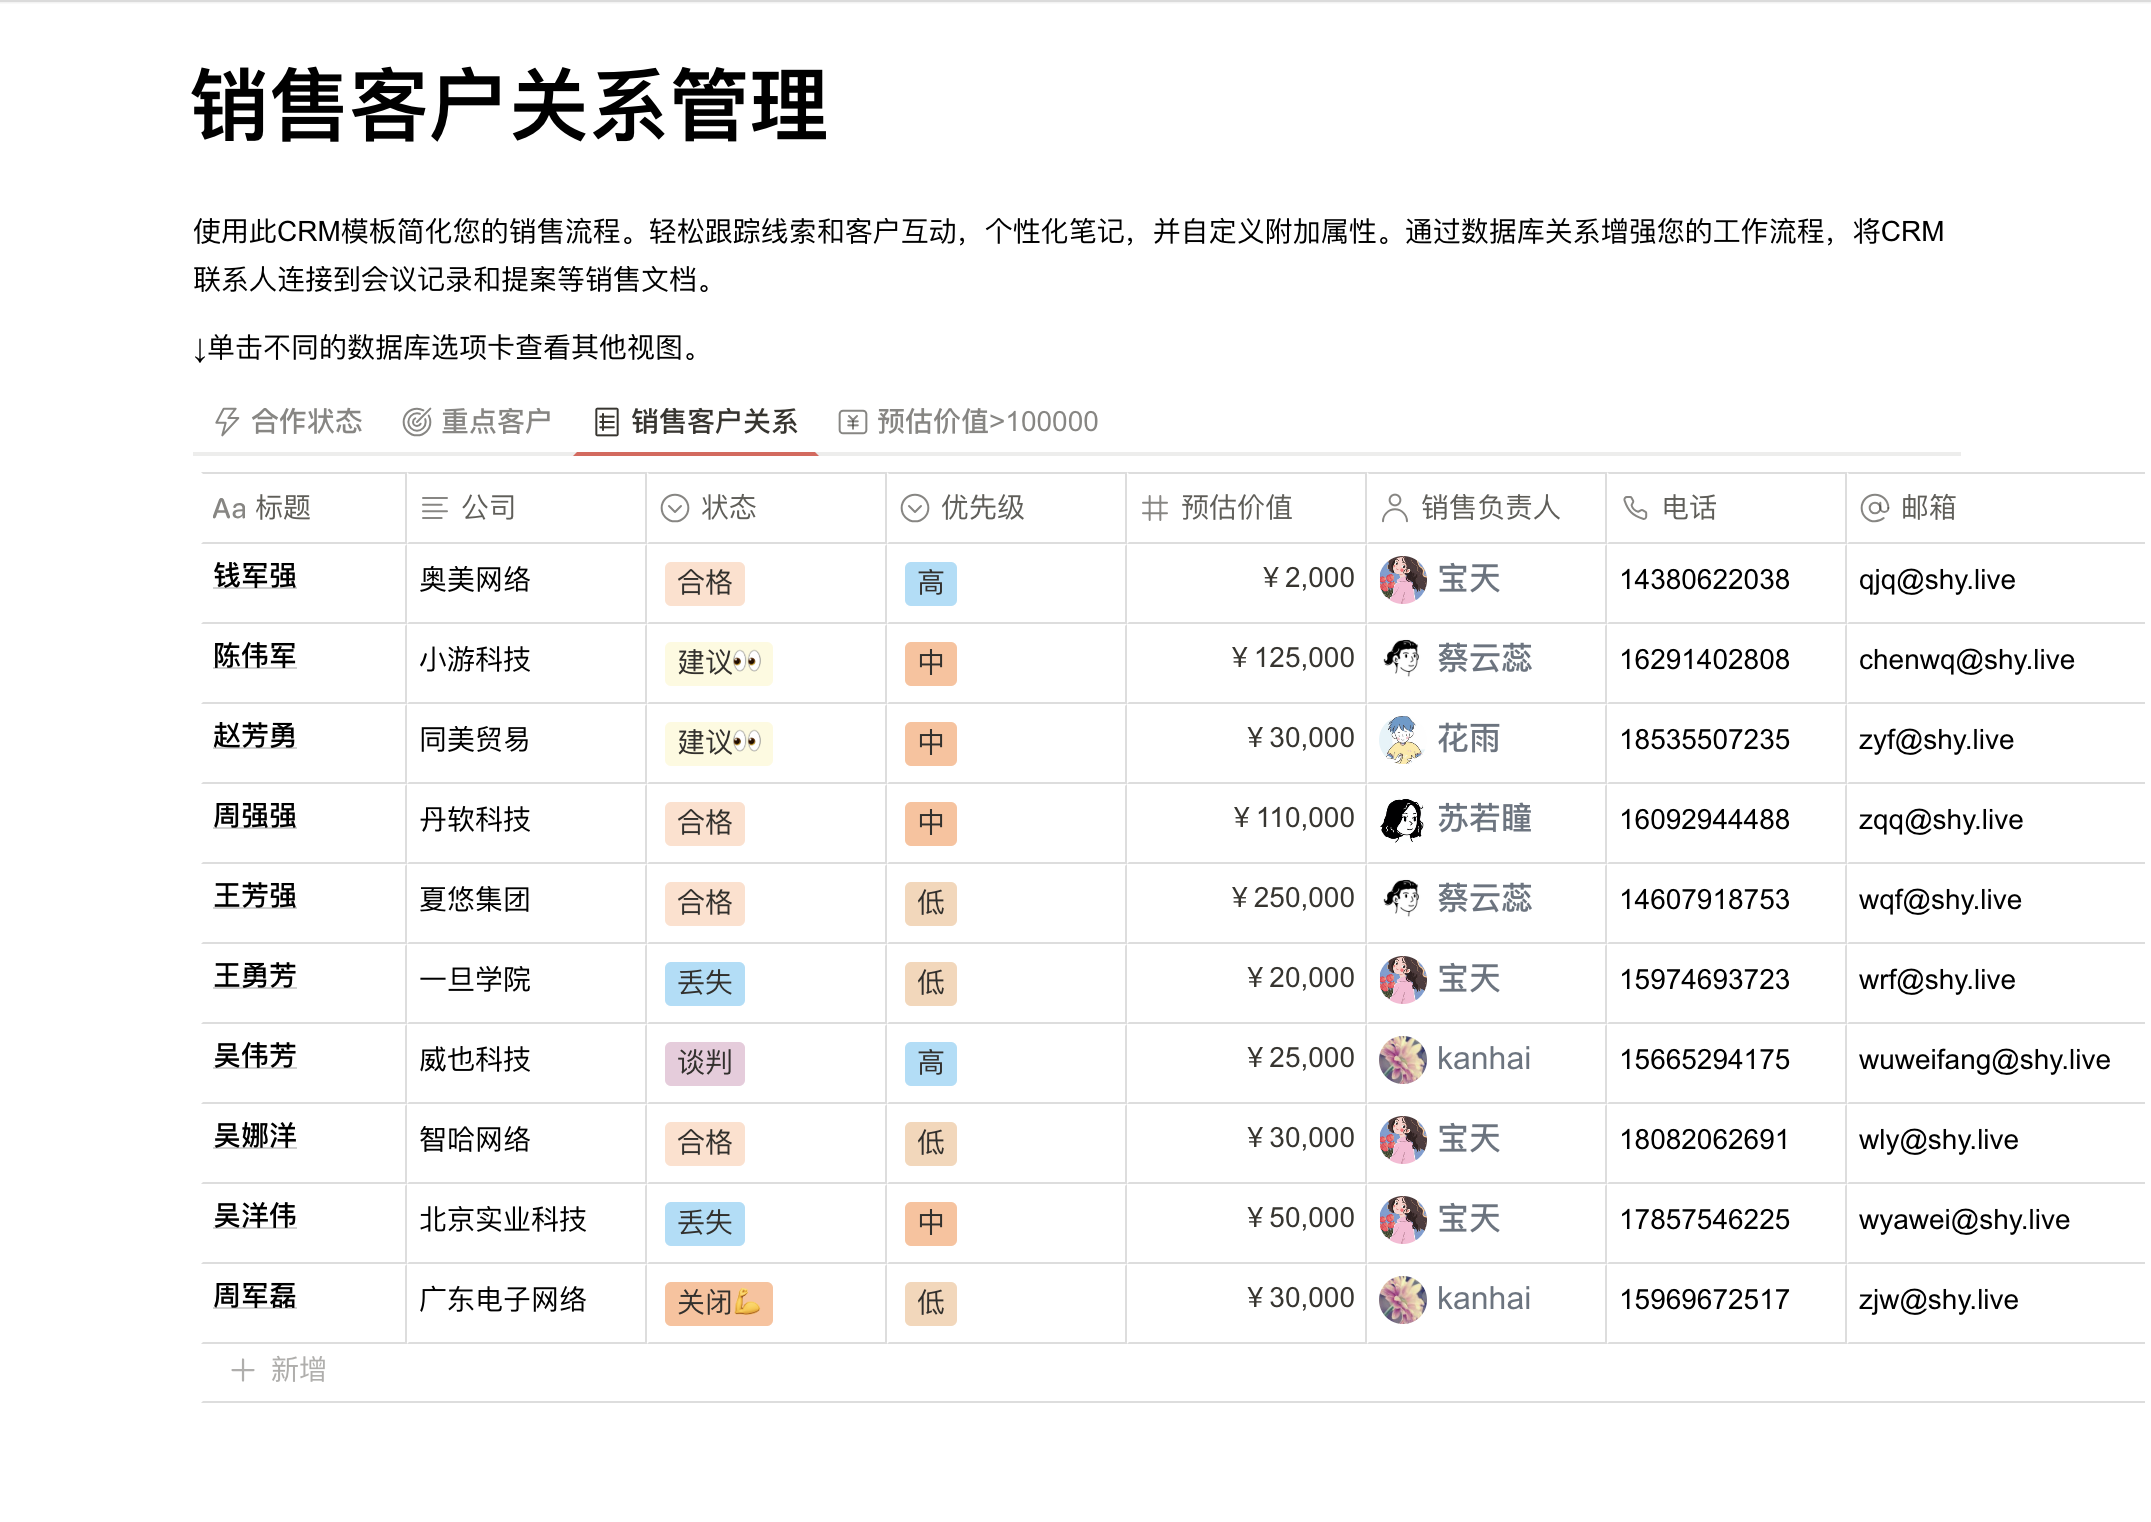 销售客户关系管理
使用此CRM模板简化您的销售流程。轻松跟踪线索和客户互动，个性化笔记，并自定义附加属性。通过数据库关系增强您的工作流程，将CRM
联系人连接到会议记录和提案等销售文档。
↓单击不同的数据库选项卡查看其他视图。
合作状态 重点客户 销售客户关系 预估价值>100000
Aa 标题 公司 状态 优先级 预估价值 销售负责人 电话 @ 邮箱
钱军强 奥美网络 合格 高 ¥2,000 宝天 14380622038 qjq@shy.live
陈伟军 小游科技 建议👀 中 ¥125,000 蔡云蕊 16291402808 chenwq@shy.live
赵芳勇 同美贸易 建议👀 中 ¥30,000 花雨 18535507235 zyf@shy.live
周强强 丹软科技 合格 中 ¥110,000 苏若瞳 16092944488 zqq@shy.live
王芳强 夏悠集团 合格 低 ¥250,000 蔡云蕊 14607918753 wqf@shy.live
王勇芳 一旦学院 丢失 低 ¥20,000 宝天 15974693723 wrf@shy.live
吴伟芳 威也科技 谈判 高 ¥25,000 kanhai 15665294175 wuweifang@shy.live
吴娜洋 智哈网络 合格 低 ¥30,000 宝天 18082062691 wly@shy.live
吴洋伟 北京实业科技 丢失 中 ¥50,000 宝天 17857546225 wyawei@shy.live
周军磊 广东电子网络 关闭💪 低 ¥30,000 kanhai 15969672517 zjw@shy.live
+ 新增